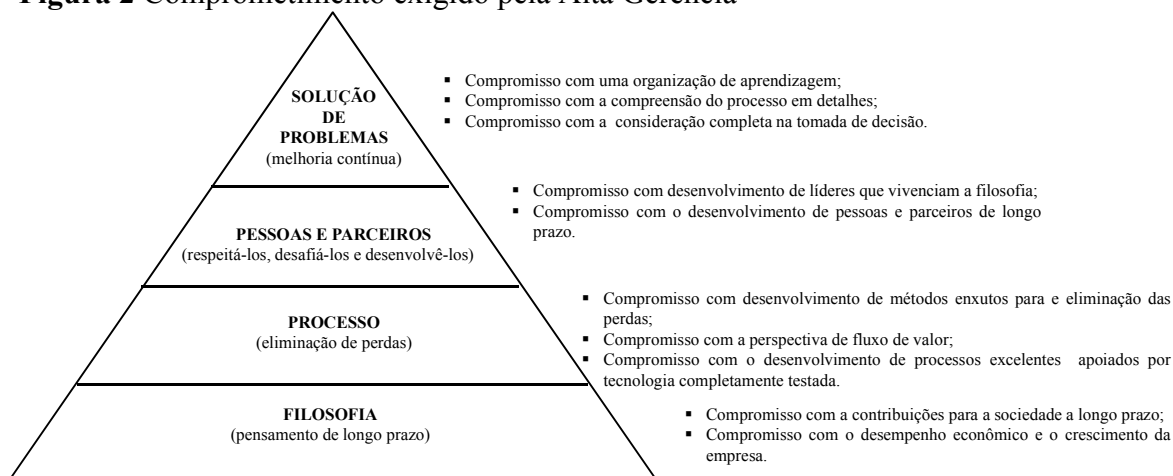 Figura 2 Comprometimento exigido pela Alta Gerência
SOLUÇÃO
DE
PROBLEMAS
(melhoria contínua)
▪ Compromisso com uma organização de aprendizagem;
▪ Compromisso com a compreensão do processo em detalhes;
▪ Compromisso com a consideração completa na tomada de decisão.
PESSOAS E PARCEIROS
(respeitá-los, desafiá-los e desenvolvê-los)
▪ Compromisso com desenvolvimento de líderes que vivenciam a filosofia;
▪ Compromisso com o desenvolvimento de pessoas e parceiros de longo
prazo.
PROCESSO
(eliminação de perdas)
▪ Compromisso com desenvolvimento de métodos enxutos para e eliminação das
perdas;
▪ Compromisso com a perspectiva de fluxo de valor;
▪ Compromisso com o desenvolvimento de processos excelentes apoiados por
tecnologia completamente testada.
FILOSOFIA
(pensamento de longo prazo)
▪ Compromisso com a contribuições para a sociedade a longo prazo;
▪ Compromisso com o desempenho econômico e o crescimento da
empresa.